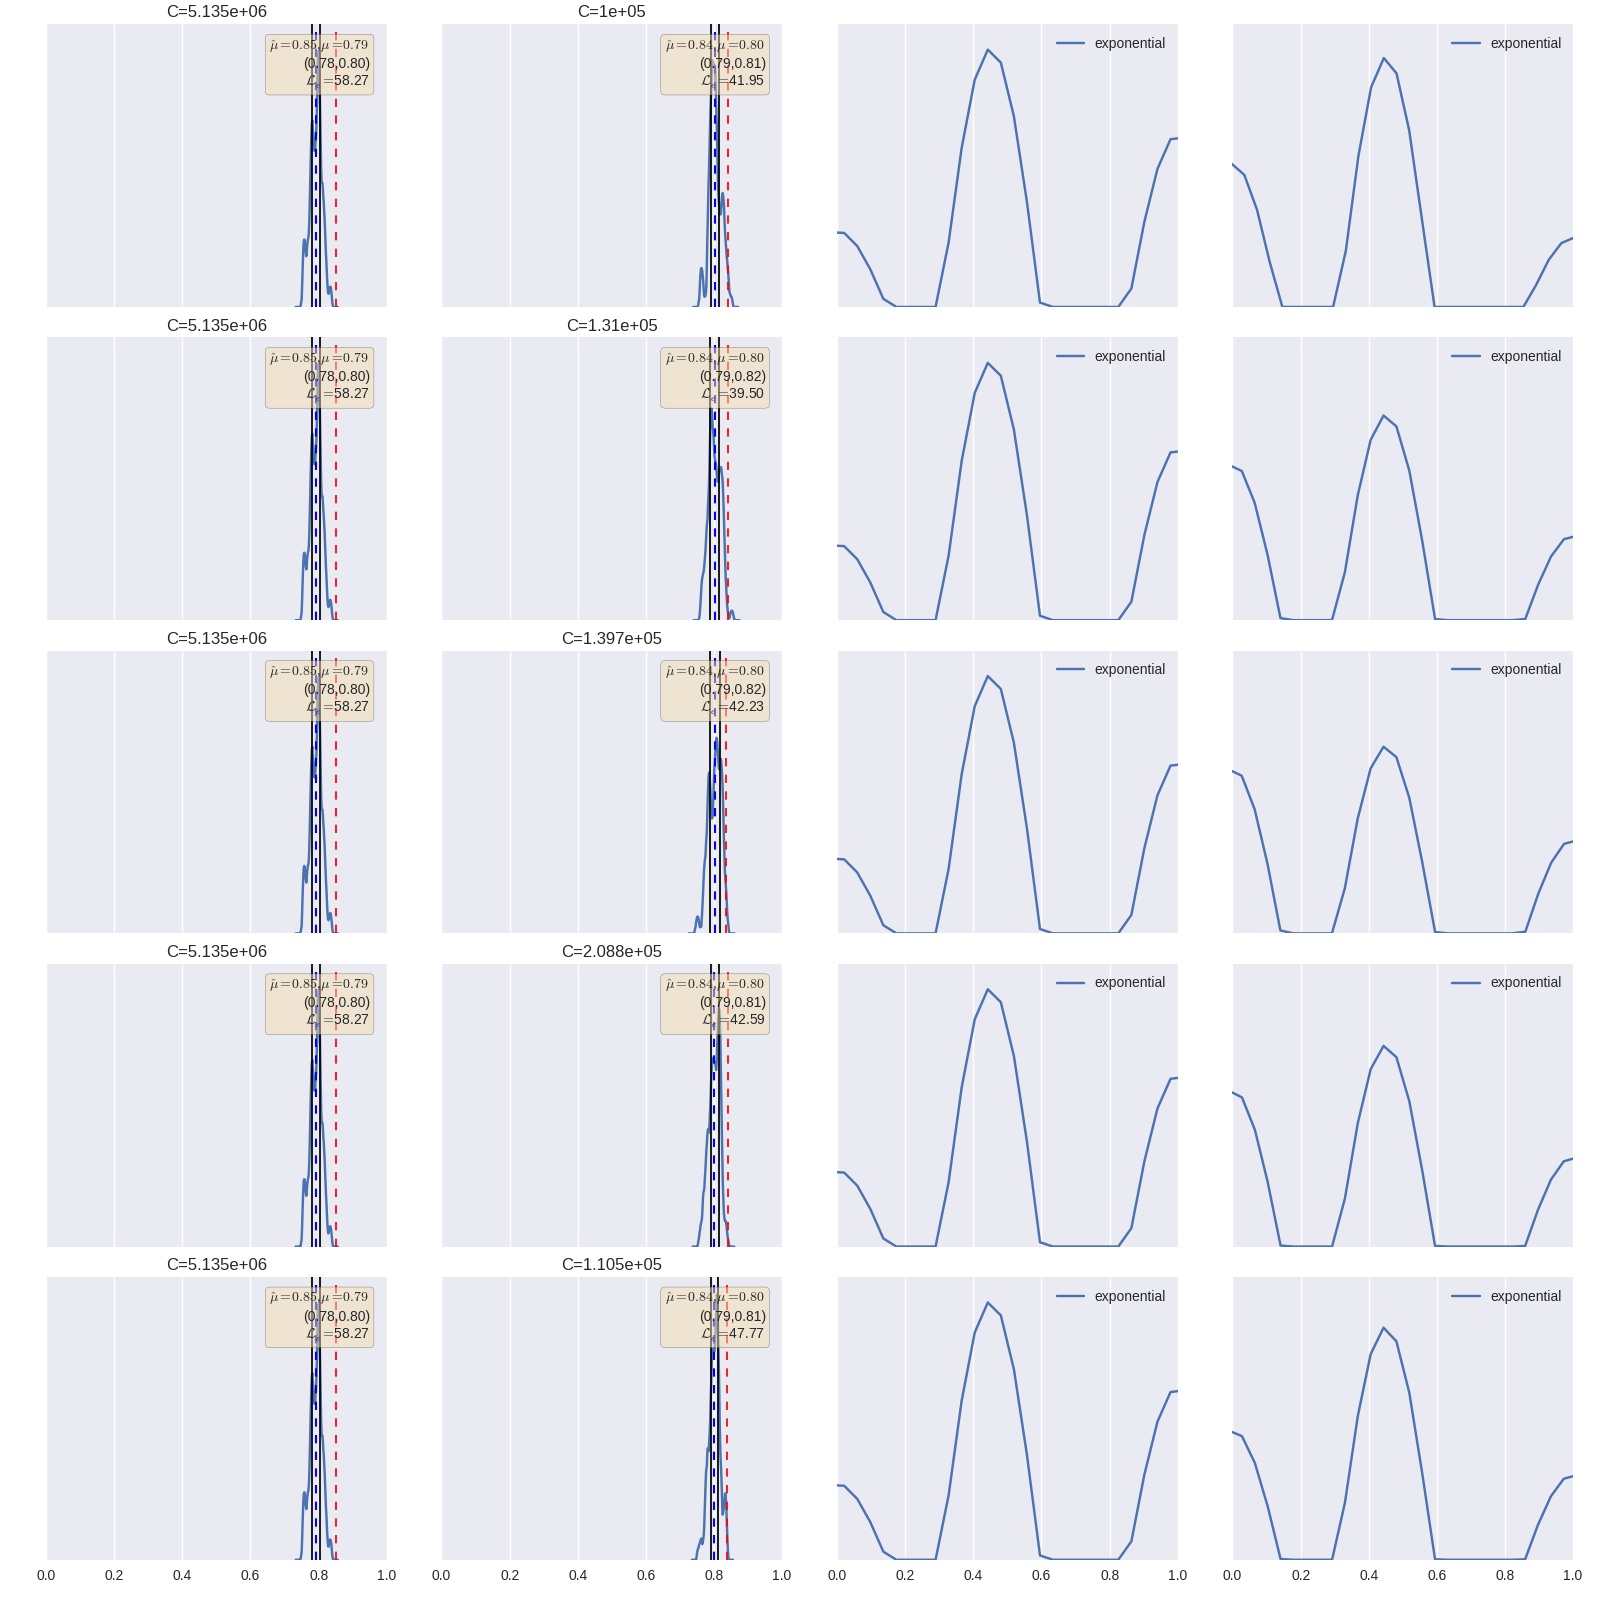 C=5.135e+06
C=1e+05
μ̂=0.85,μ=0.79
(0.78,0.80)
ℒ =58.27
μ̂=0.84,μ=0.80
(0.79,0.81)
ℒ =41.95
exponential
exponential
C=5.135e+06
C=1.31e+05
μ̂=0.85,μ=0.79
(0.78,0.80)
ℒ =58.27
μ̂=0.84,μ=0.80
(0.79,0.82)
ℒ =39.50
exponential
exponential
C=5.135e+06
C=1.397e+05
μ̂=0.85,μ=0.79
(0.78,0.80)
ℒ =58.27
μ̂=0.84,μ=0.80
(0.79,0.82)
ℒ =42.23
exponential
exponential
C=5.135e+06
C=2.088e+05
μ̂=0.85,μ=0.79
(0.78,0.80)
ℒ =58.27
μ̂=0.84,μ=0.80
(0.79,0.81)
ℒ =42.59
exponential
exponential
C=5.135e+06
C=1.105e+05
μ̂=0.85,μ=0.79
(0.78,0.80)
ℒ =58.27
μ̂=0.84,μ=0.80
(0.79,0.81)
ℒ =47.77
exponential
exponential
0.0 0.2 0.4 0.6 0.8 1.0
0.0 0.2 0.4 0.6 0.8 1.0
0.0 0.2 0.4 0.6 0.8 1.0
0.0 0.2 0.4 0.6 0.8 1.0